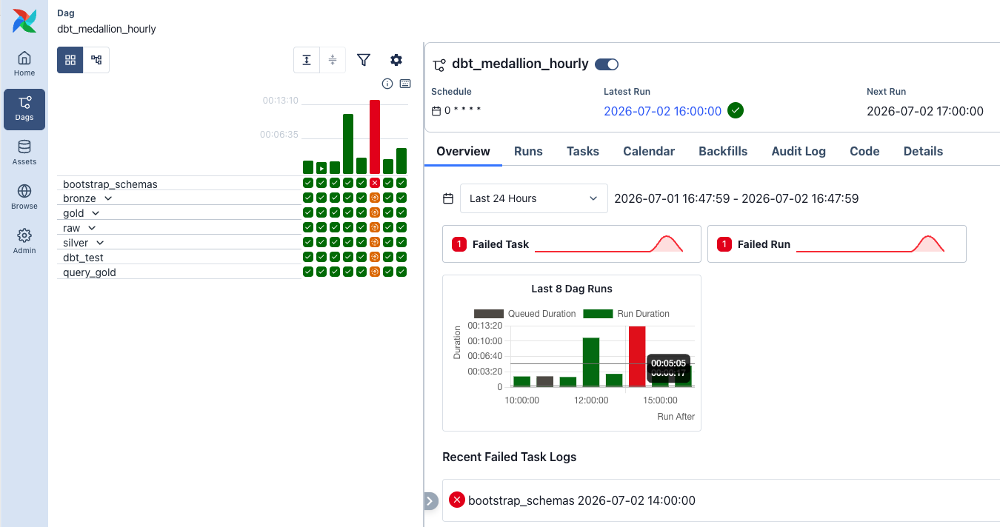 Dag
dbt_medallion_hourly
Home
Dags
Assets
Browse
Admin
00:13:10
00:06:35
bootstrap_schemas
bronze
gold
raw
silver
dbt_test
query_gold
dbt_medallion_hourly
Schedule
0 * * * *
Latest Run
2026-07-02 16:00:00
Next Run
2026-07-02 17:00:00
Overview Runs Tasks Calendar Backfills Audit Log Code Details
Last 24 Hours
2026-07-01 16:47:59 - 2026-07-02 16:47:59
1 Failed Task
1 Failed Run
Last 8 Dag Runs
Queued Duration Run Duration
Duration
00:13:20
00:10:00
00:06:40
00:03:20
0
00:05:05
00:00:17
10:00:00 12:00:00 15:00:00
Run After
Recent Failed Task Logs
bootstrap_schemas 2026-07-02 14:00:00